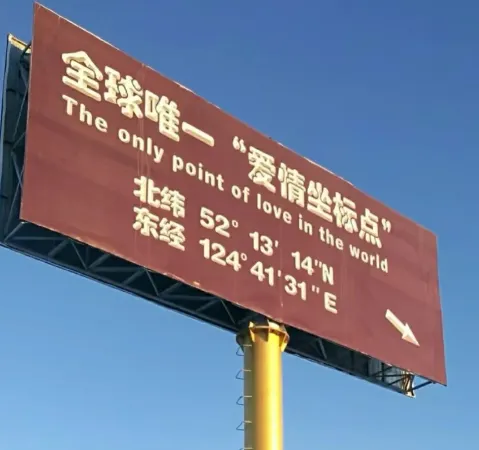 全球唯一“爱情坐标点”
The only point of love in the world
北纬 52° 13' 14"N
东经 124°41'31"E